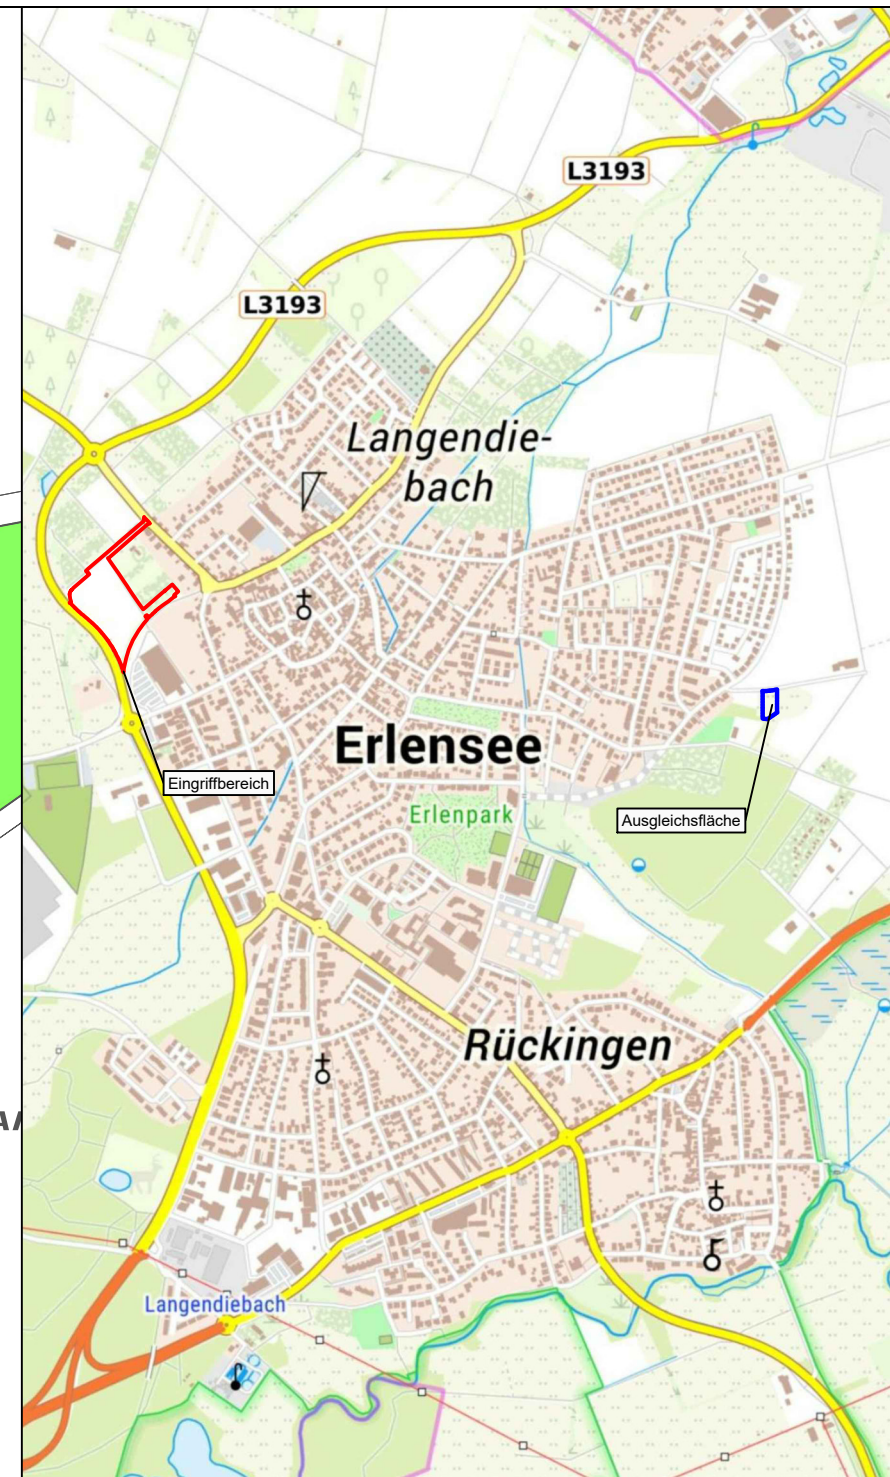 L3193
L3193
Langendie-
bach
Erlensee
Eingriffbereich
Erlenpark
Ausgleichsfläche
Rückingen
Langendiebach